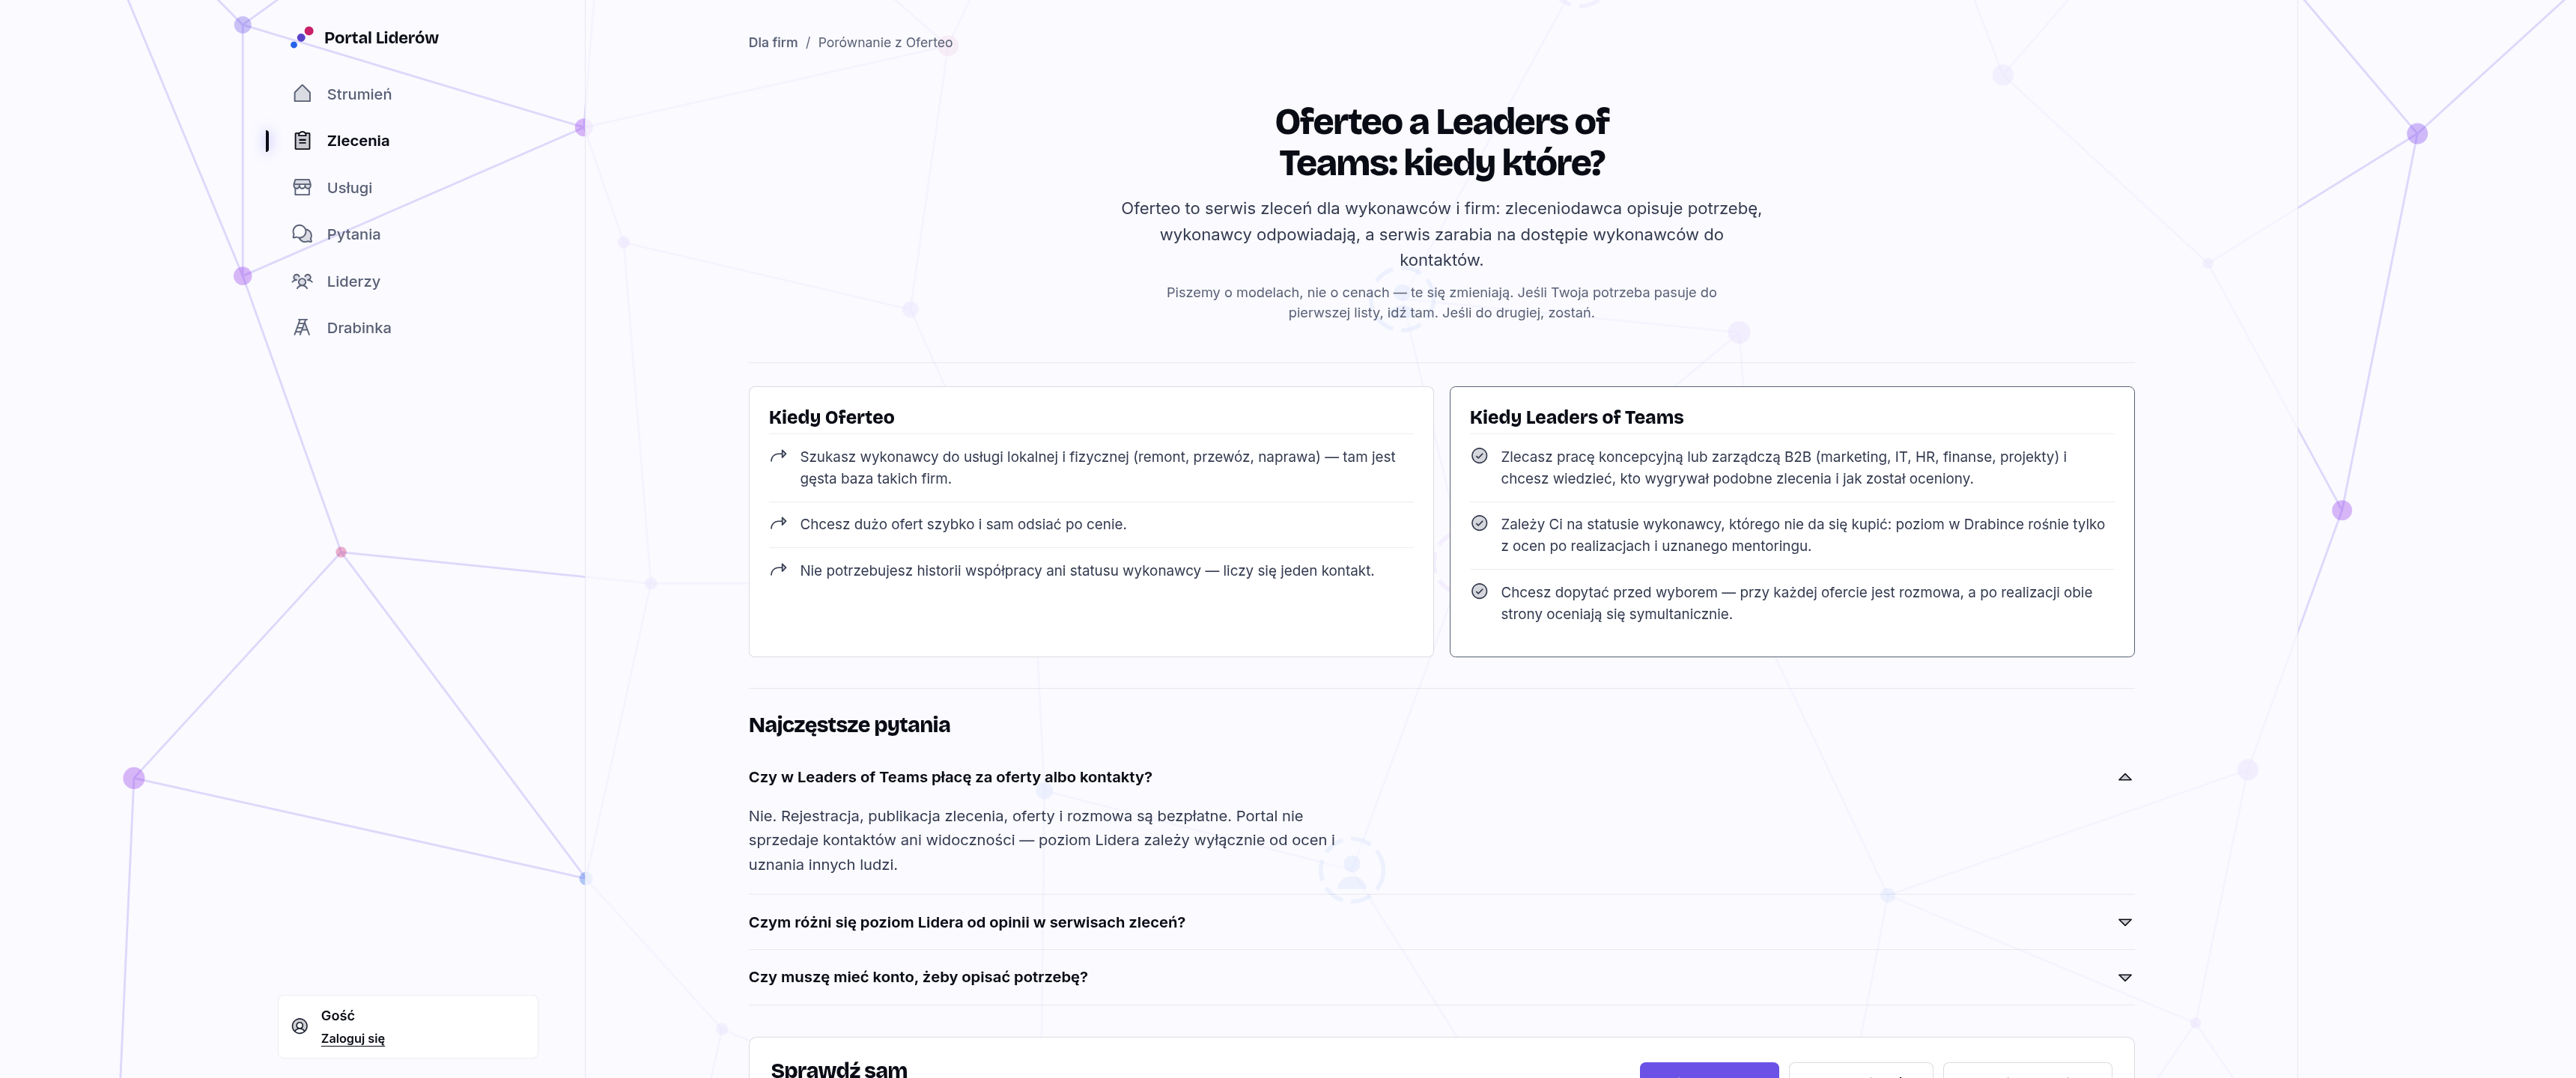 Portal Liderów
Strumień
Zlecenia
Usługi
Pytania
Liderzy
Drabinka
Gość
Zaloguj się
Dla firm / Porównanie z Oferteo
Oferteo a Leaders of
Teams: kiedy które?
Oferteo to serwis zleceń dla wykonawców i firm: zleceniodawca opisuje potrzebę,
wykonawcy odpowiadają, a serwis zarabia na dostępie wykonawców do
kontaktów.
Piszemy o modelach, nie o cenach — te się zmieniają. Jeśli Twoja potrzeba pasuje do
pierwszej listy, idź tam. Jeśli do drugiej, zostań.
Kiedy Oferteo
Szukasz wykonawcy do usługi lokalnej i fizycznej (remont, przewóz, naprawa) — tam jest
gęsta baza takich firm.
Chcesz dużo ofert szybko i sam odsiać po cenie.
Nie potrzebujesz historii współpracy ani statusu wykonawcy — liczy się jeden kontakt.
Kiedy Leaders of Teams
Zlecasz pracę koncepcyjną lub zarządczą B2B (marketing, IT, HR, finanse, projekty) i
chcesz wiedzieć, kto wygrywał podobne zlecenia i jak został oceniony.
Zależy Ci na statusie wykonawcy, którego nie da się kupić: poziom w Drabince rośnie tylko
z ocen po realizacjach i uznanego mentoringu.
Chcesz dopytać przed wyborem — przy każdej ofercie jest rozmowa, a po realizacji obie
strony oceniają się symultanicznie.
Najczęstsze pytania
Czy w Leaders of Teams płacę za oferty albo kontakty?
Nie. Rejestracja, publikacja zlecenia, oferty i rozmowa są bezpłatne. Portal nie
sprzedaje kontaktów ani widoczności — poziom Lidera zależy wyłącznie od ocen i
uznania innych ludzi.
Czym różni się poziom Lidera od opinii w serwisach zleceń?
Czy muszę mieć konto, żeby opisać potrzebę?
Sprawdź sam